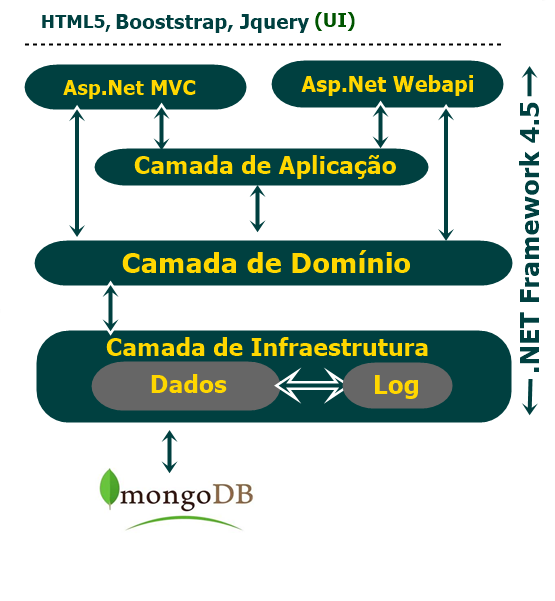 HTML5, Booststrap, Jquery (UI)
Asp.Net MVC
Asp.Net Webapi
Camada de Aplicação
Camada de Domínio
Camada de Infraestrutura
Dados
Log
.NET Framework 4.5
mongoDB